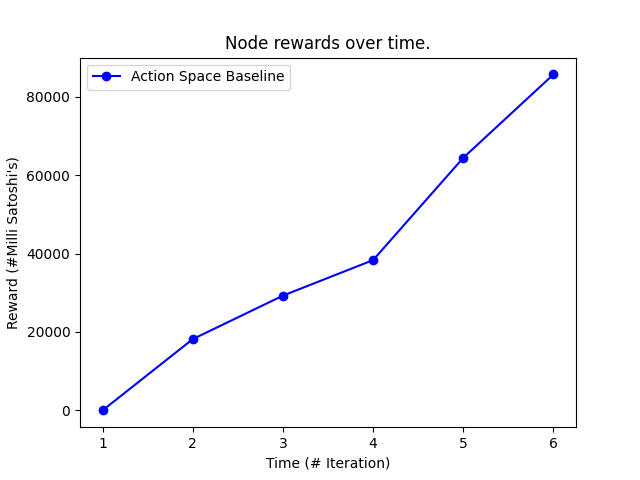 Node rewards over time.
Action Space Baseline
80000
60000
40000
20000
0
Reward (#Milli Satoshi's)
1 2 3 4 5 6
Time (# Iteration)